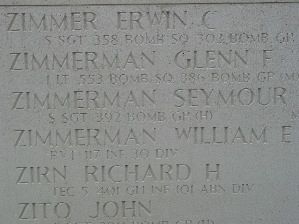 ZIMMER ERWIN C
S SGT 358 BOMB SQ 303 BOMB GP
ZIMMERMAN GLENN F
1 LT 553 BOMB SQ 386 BOMB GP (M)
ZIMMERMAN SEYMOUR
S SGT 392 BOMB GP (H)
ZIMMERMAN WILLIAM E
PVT 117 INF 30 DIV
ZIRN RICHARD H
TEC 5 401 GLI INF 101 ABN DIV
ZITO JOHN
BOMB GP (H)